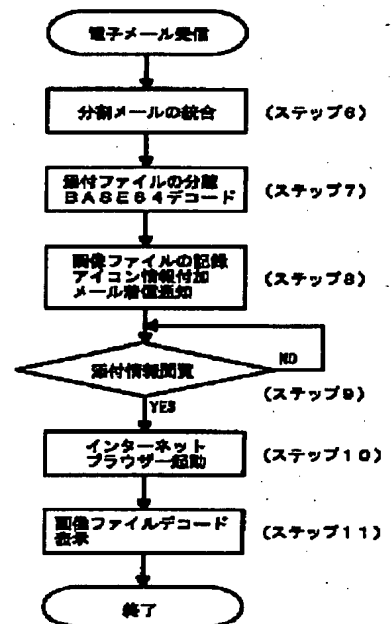 電子メール受信
分割メールの統合
(ステップ6)
添付ファイルの分離
BASE64デコード
(ステップ7)
画像ファイルの記録
アイコン情報付加
メール着信通知
(ステップ8)
添付情報閲覧
NO
(ステップ9)
YES
インターネット
ブラウザー起動
(ステップ10)
画像ファイルデコード
表示
(ステップ11)
終了